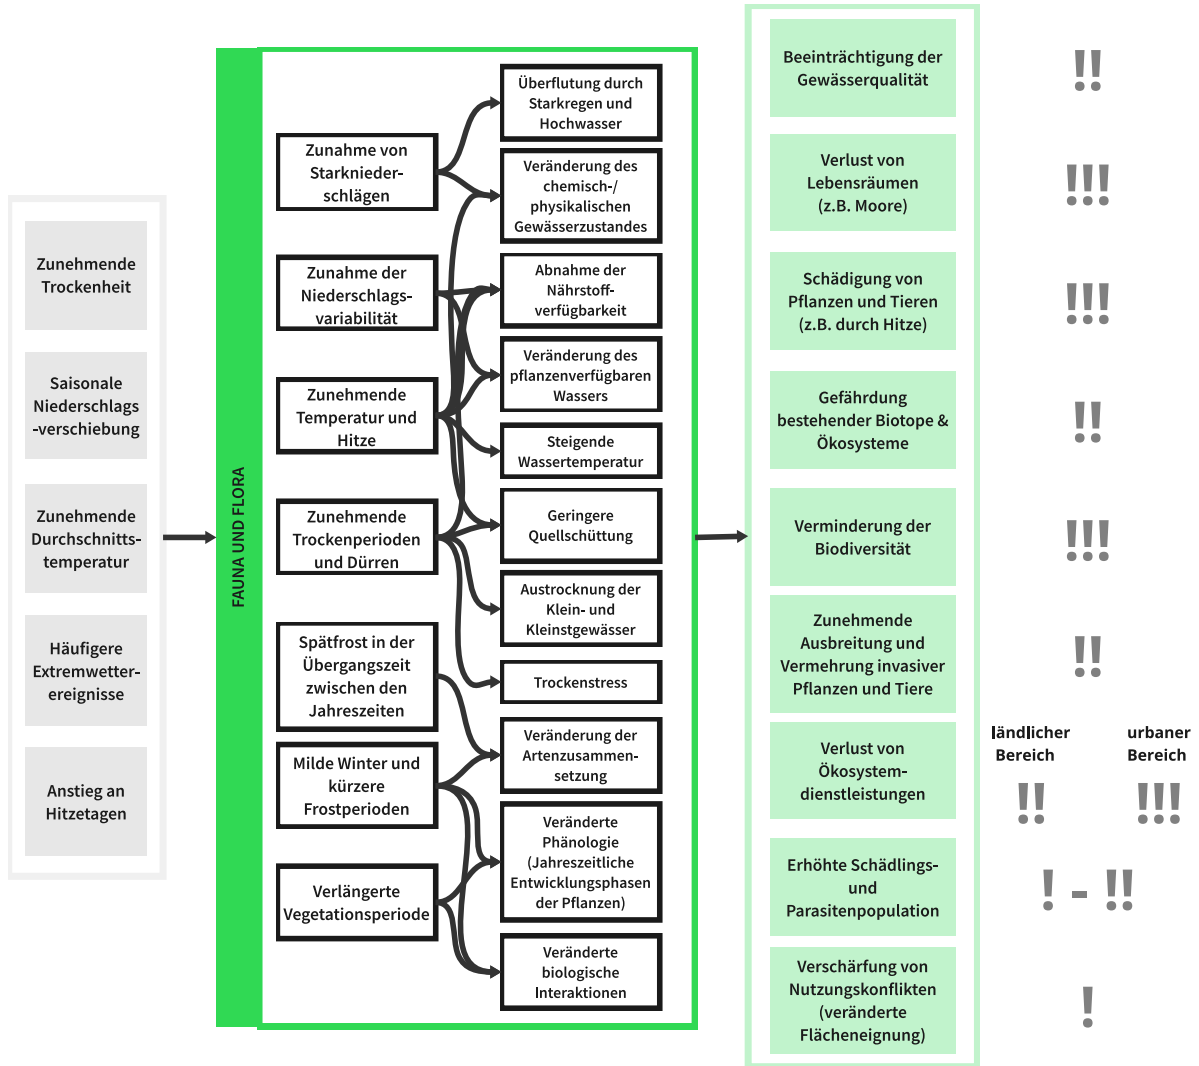 Zunehmende
Trockenheit
Saisonale
Niederschlags
-verschiebung
Zunehmende
Durchschnitts-
temperatur
Häufigere
Extremwetter-
ereignisse
Anstieg an
Hitzetagen
FAUNA UND FLORA
Zunahme von
Starknieder-
schlägen
Zunahme der
Niederschlags-
variabilität
Zunehmende
Temperatur und
Hitze
Zunehmende
Trockenperioden
und Dürren
Spätfrost in der
Übergangszeit
zwischen den
Jahreszeiten
Milde Winter und
kürzere
Frostperioden
Verlängerte
Vegetationsperiode
Überflutung durch
Starkregen und
Hochwasser
Veränderung des
chemisch-/
physikalischen
Gewässerzustandes
Abnahme der
Nährstoff-
verfügbarkeit
Veränderung des
pflanzenverfügbaren
Wassers
Steigende
Wassertemperatur
Geringere
Quellschüttung
Austrocknung der
Klein- und
Kleinstgewässer
Trockenstress
Veränderung der
Artenzusammen-
setzung
Veränderte
Phänologie
(Jahreszeitliche
Entwicklungsphasen
der Pflanzen)
Veränderte
biologische
Interaktionen
Beeinträchtigung der
Gewässerqualität
!!
Verlust von
Lebensräumen
(z.B. Moore)
!!!
Schädigung von
Pflanzen und Tieren
(z.B. durch Hitze)
!!!
Gefährdung
bestehender Biotope &
Ökosysteme
!!
Verminderung der
Biodiversität
!!!
Zunehmende
Ausbreitung und
Vermehrung invasiver
Pflanzen und Tiere
!!
Verlust von
Ökosystem-
dienstleistungen
ländlicher
Bereich
!!
urbaner
Bereich
!!!
Erhöhte Schädlings-
und
Parasitenpopulation
! - !!
Verschärfung von
Nutzungskonflikten
(veränderte
Flächeneignung)
!